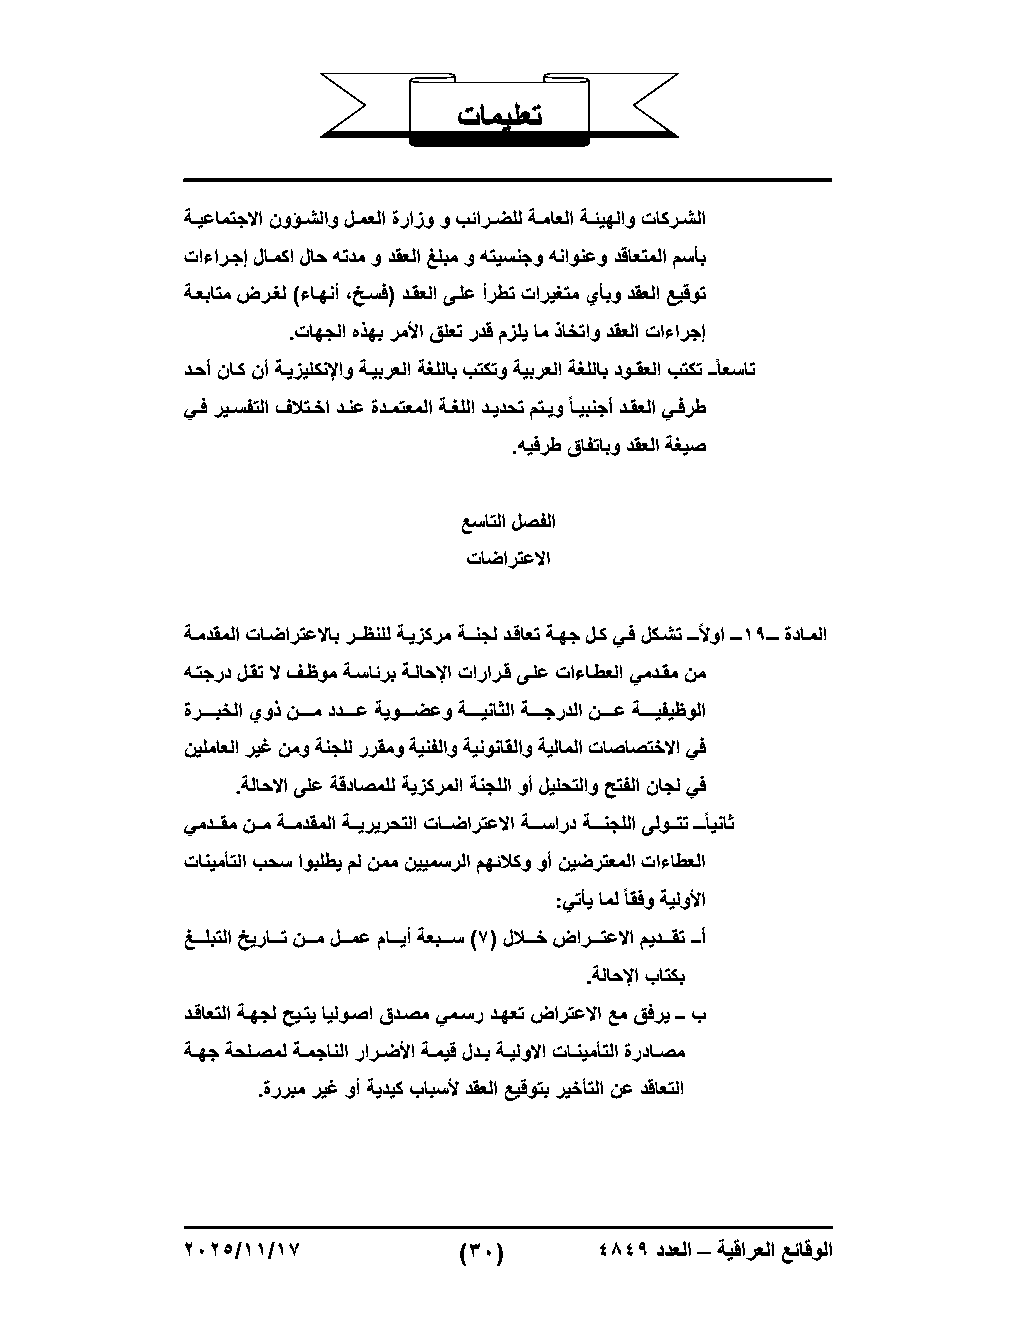 تعليمات
الشركات والهيئة العامة للضرائب و وزارة العمل والشؤون الاجتماعية
بأسم المتعاقد وعنوانه وجنسيته و مبلغ العقد و مدته حال اكمال إجراءات
توقيع العقد وبأي متغيرات تطرأ على العقد (فسخ، أنهاء) لغرض متابعة
إجراءات العقد واتخاذ ما يلزم قدر تعلق الأمر بهذه الجهات.
تاسعاً– تكتب العقود باللغة العربية وتكتب باللغة العربية والإنكليزية أن كان أحد
طرفي العقد أجنبياً ويتم تحديد اللغة المعتمدة عند اختلاف التفسير في
صيغة العقد وباتفاق طرفيه.
الفصل التاسع
الاعتراضات
المادة –١٩– اولاً– تشكل في كل جهة تعاقد لجنة مركزية للنظر بالاعتراضات المقدمة
من مقدمي العطاءات على قرارات الإحالة برئاسة موظف لا تقل درجته
الوظيفية عن الدرجة الثانية وعضوية عدد من ذوي الخبرة
في الاختصاصات المالية والقانونية والفنية ومقرر للجنة ومن غير العاملين
في لجان الفتح والتحليل أو اللجنة المركزية للمصادقة على الاحالة.
ثانياً– تتولى اللجنة دراسة الاعتراضات التحريرية المقدمة من مقدمي
العطاءات المعترضين أو وكلائهم الرسميين ممن لم يطلبوا سحب التأمينات
الأولية وفقاً لما يأتي:
أ– تقديم الاعتراض خلال (٧) سبعة أيام عمل من تاريخ التبلغ
بكتاب الإحالة.
ب – يرفق مع الاعتراض تعهد رسمي مصدق اصوليا يتيح لجهة التعاقد
مصادرة التأمينات الاولية بدل قيمة الأضرار الناجمة لمصلحة جهة
التعاقد عن التأخير بتوقيع العقد لأسباب كيدية أو غير مبررة.
الوقائع العراقية – العدد ٤٨٤٩ (٣٠) ٢٠٢٥/١١/١٧